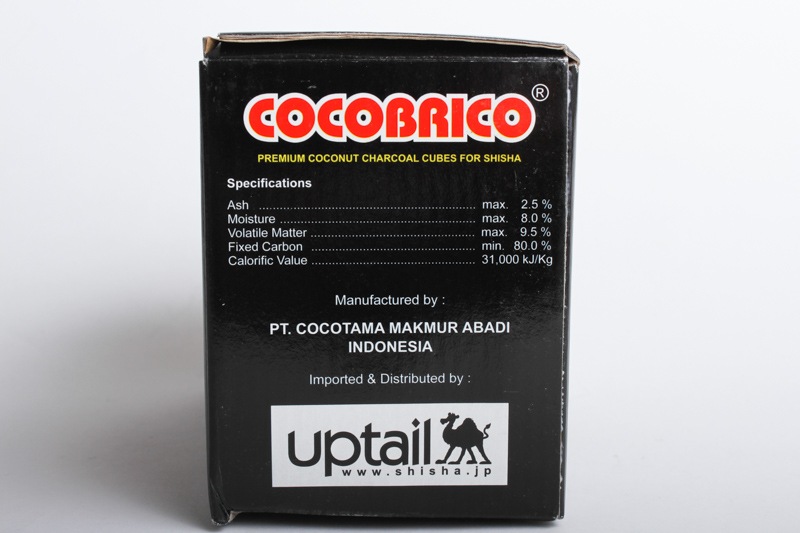 COCOBRICO®
PREMIUM COCONUT CHARCOAL CUBES FOR SHISHA
Specifications
Ash ........................................................ max. 2.5 %
Moisture ................................................... max. 8.0 %
Volatile Matter ............................................ max. 9.5 %
Fixed Carbon ............................................... min. 80.0 %
Calorific Value ............................................ 31,000 kJ/Kg
Manufactured by :
PT. COCOTAMA MAKMUR ABADI
INDONESIA
Imported & Distributed by :
uptail
www.shisha.jp